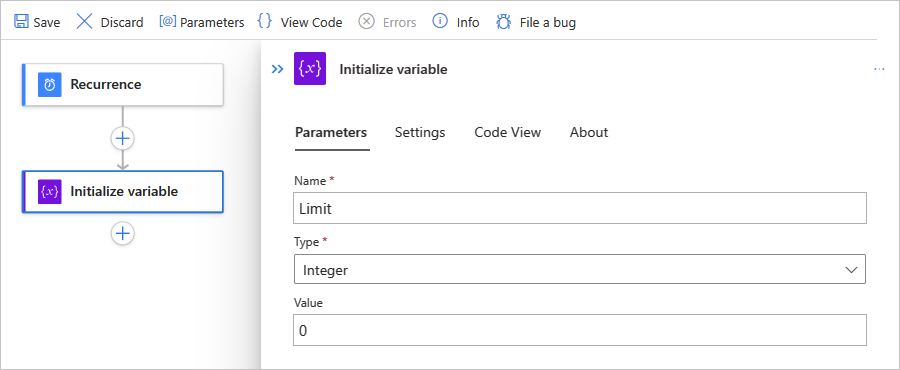 Save Discard [@] Parameters {} View Code Errors Info File a bug
Recurrence
{x} Initialize variable
Parameters Settings Code View About
Name *
Limit
{x} Initialize variable
Type *
Integer
Value
0